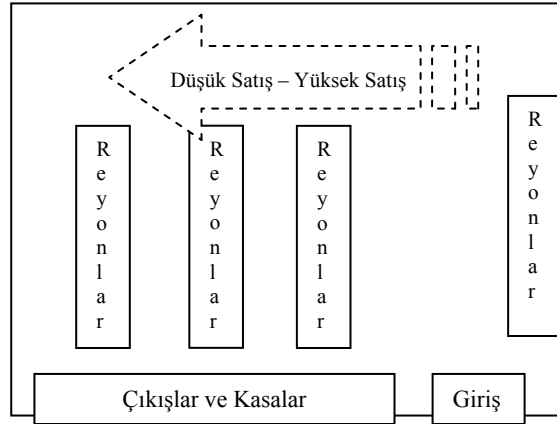 Düşük Satış – Yüksek Satış
Reyonlar
Reyonlar
Reyonlar
Reyonlar
Çıkışlar ve Kasalar
Giriş